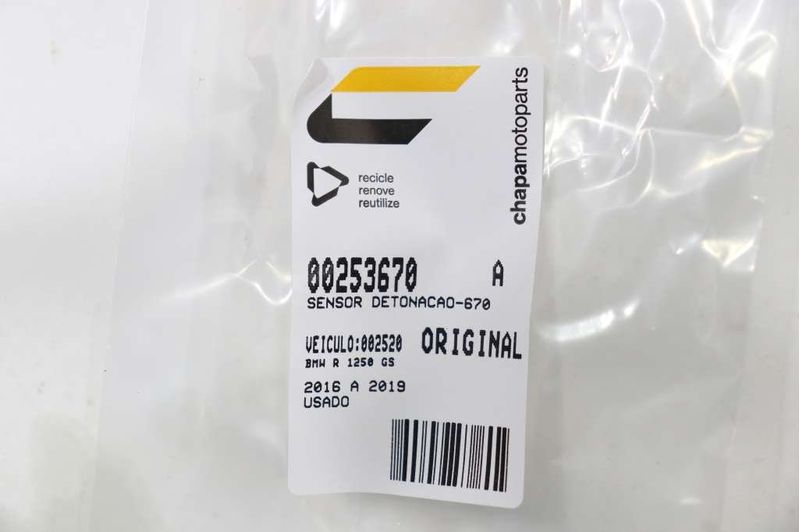 chapamotoparts
recicle
renove
reutilize
00253670 A
SENSOR DETONACAO-670
VEICULO:002520 ORIGINAL
BMW R 1250 GS
2016 A 2019
USADO